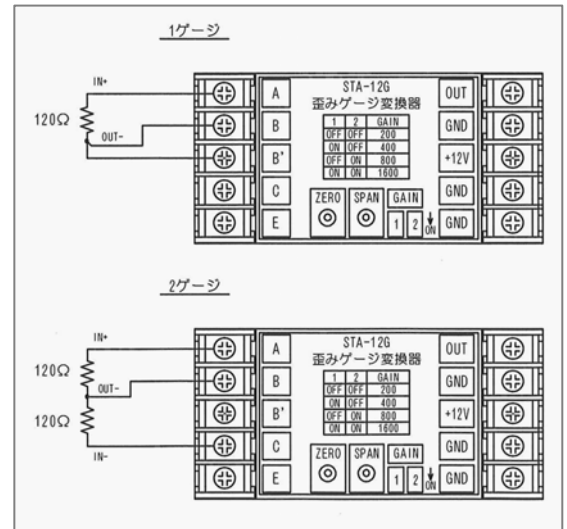 1ゲージ
IN+
120Ω
OUT-
A
B
B'
C
E
STA-12G
歪みゲージ変換器
1 2 GAIN
OFF OFF 200
ON OFF 400
OFF ON 800
ON ON 1600
ZERO SPAN GAIN
1 2 ON
OUT
GND
+12V
GND
GND
2ゲージ
IN+
120Ω
OUT-
120Ω
IN-
A
B
B'
C
E
STA-12G
歪みゲージ変換器
1 2 GAIN
OFF OFF 200
ON OFF 400
OFF ON 800
ON ON 1600
ZERO SPAN GAIN
1 2 ON
OUT
GND
+12V
GND
GND